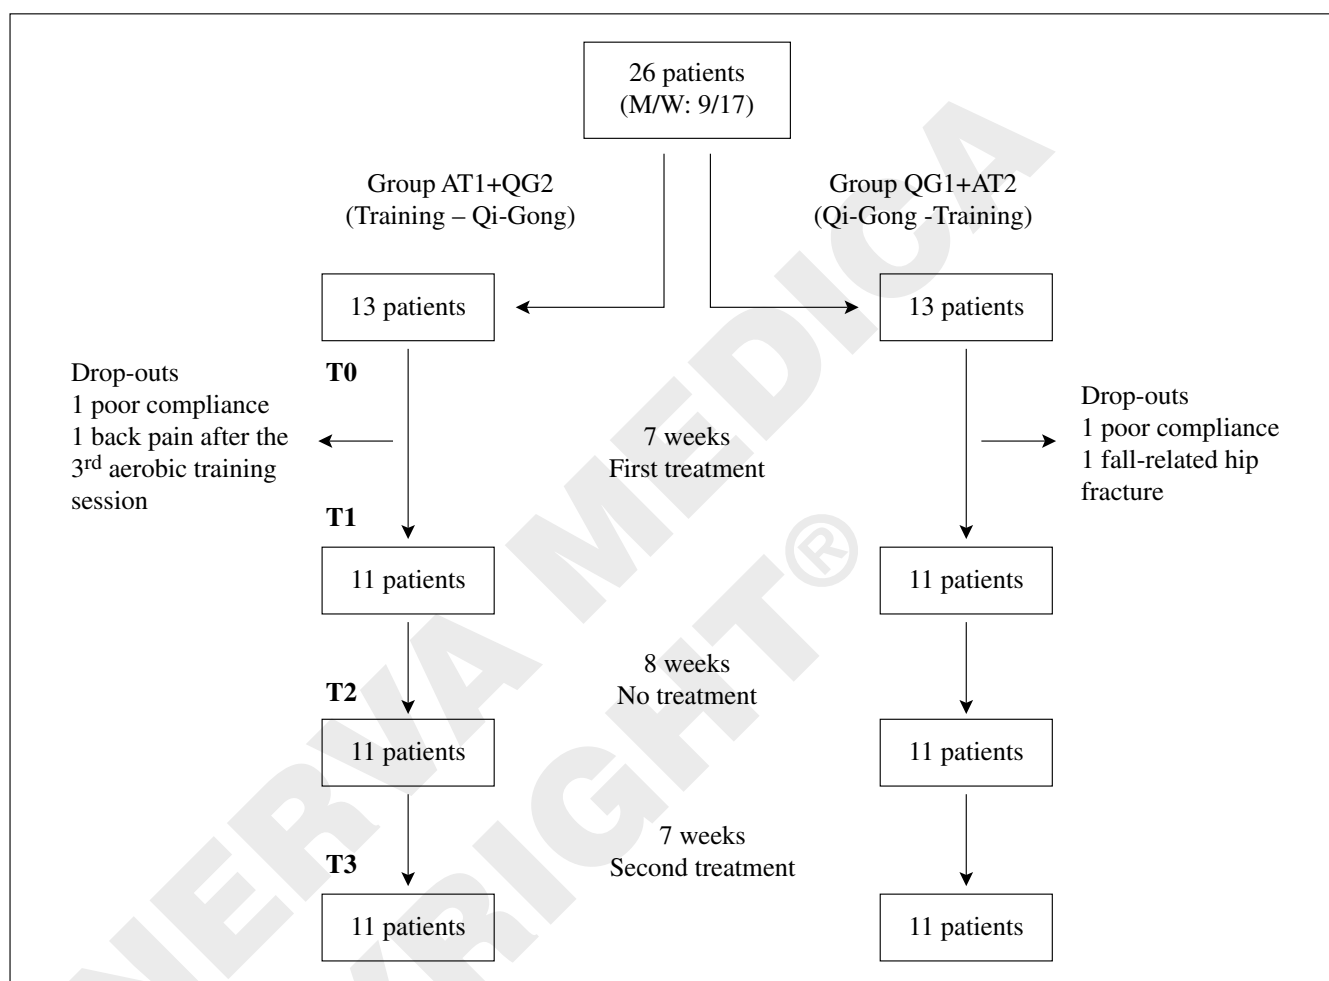 26 patients
(M/W: 9/17)
Group AT1+QG2
(Training – Qi-Gong)
Group QG1+AT2
(Qi-Gong -Training)
13 patients
13 patients
T0
Drop-outs
1 poor compliance
1 back pain after the
3rd aerobic training
session
7 weeks
First treatment
Drop-outs
1 poor compliance
1 fall-related hip
fracture
T1
11 patients
11 patients
8 weeks
No treatment
T2
11 patients
11 patients
7 weeks
Second treatment
T3
11 patients
11 patients
NERVA MEDICA
YRIGHT®